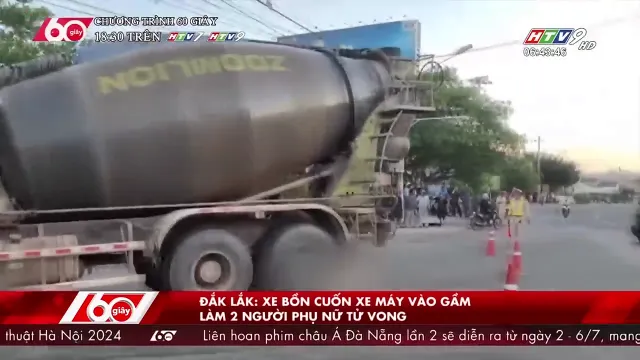 60 giây
CHƯƠNG TRÌNH 60 GIÂY
18:30 TRÊN HTV7 - HTV9
HTV9 HD
06:43:46
ZOOMLION
60 giây
ĐẮK LẮK: XE BỒN CUỐN XE MÁY VÀO GẦM
LÀM 2 NGƯỜI PHỤ NỮ TỬ VONG
thuật Hà Nội 2024 60 giây Liên hoan phim châu Á Đà Nẵng lần 2 sẽ diễn ra từ ngày 2 - 6/7, mang